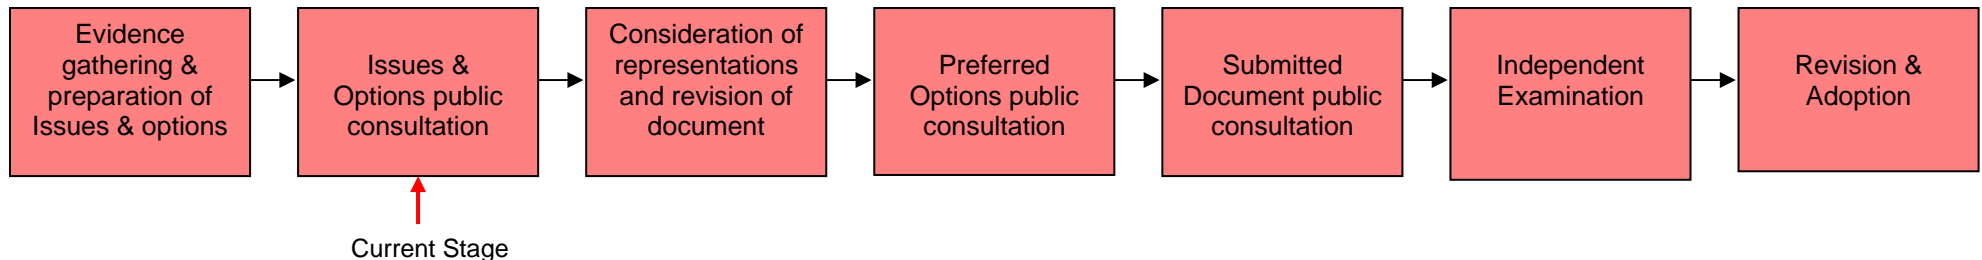 Evidence
gathering &
preparation of
Issues & options
Issues &
Options public
consultation
Consideration of
representations
and revision of
document
Preferred
Options public
consultation
Submitted
Document public
consultation
Independent
Examination
Revision &
Adoption
Current Stage